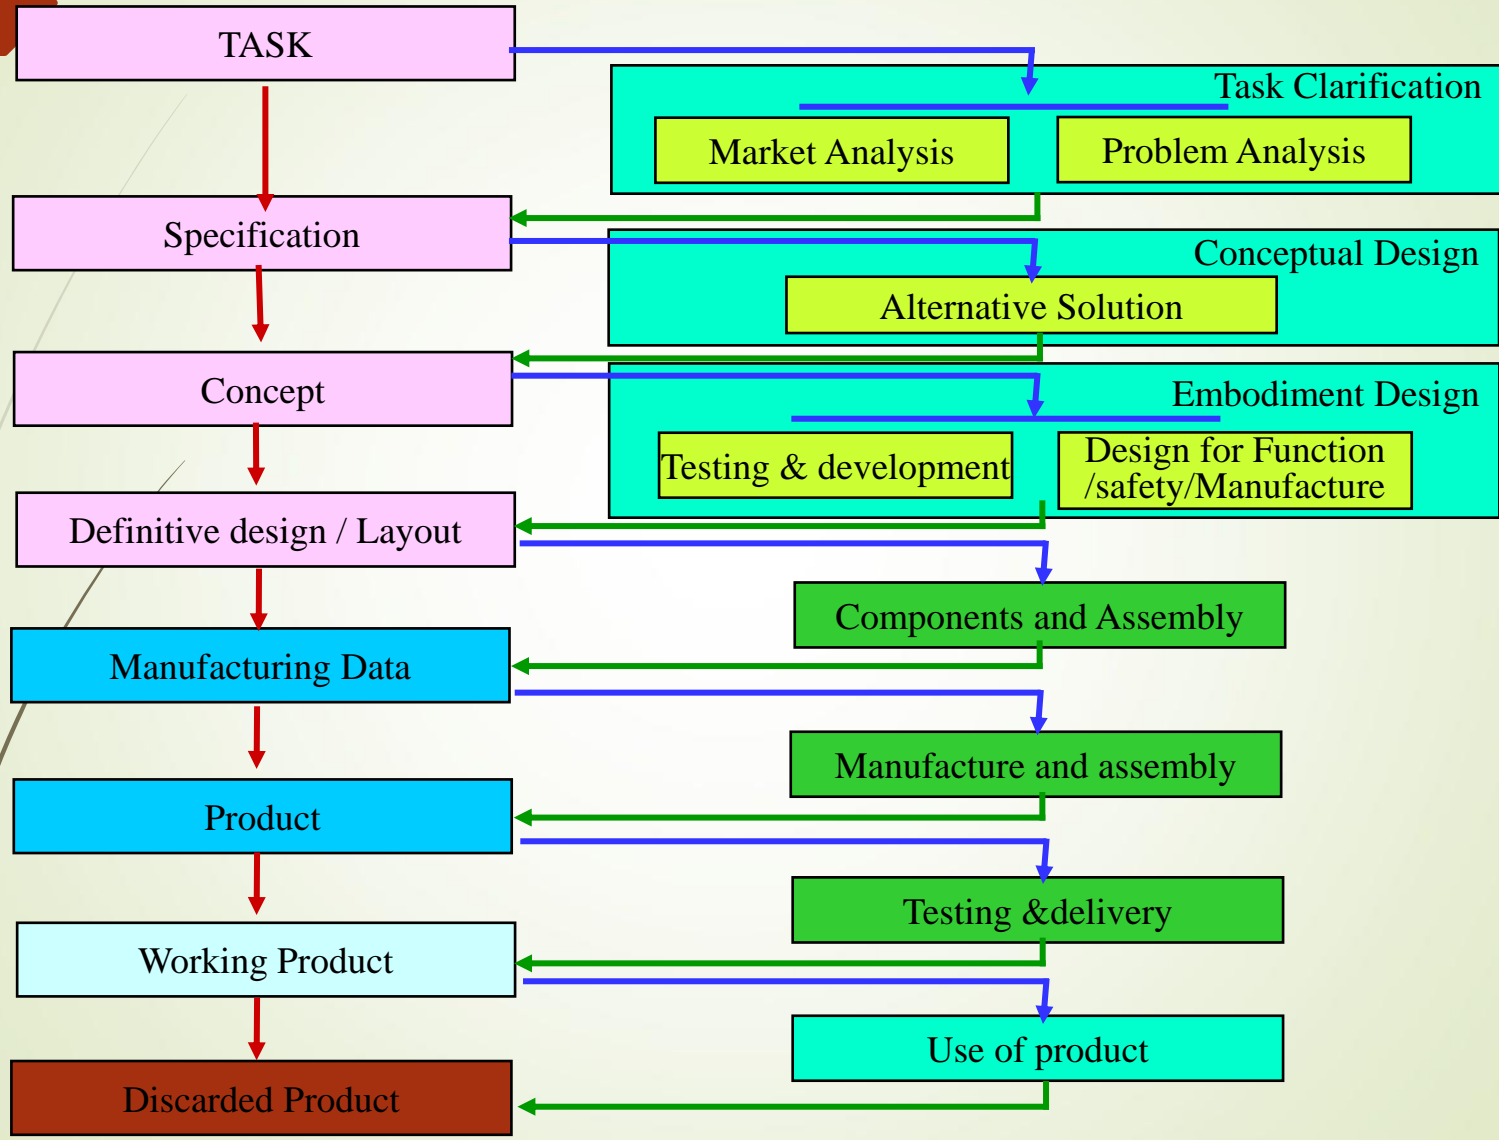 TASK
Task Clarification
Market Analysis
Problem Analysis
Specification
Conceptual Design
Alternative Solution
Concept
Embodiment Design
Testing & development
Design for Function
/safety/Manufacture
Definitive design / Layout
Components and Assembly
Manufacturing Data
Manufacture and assembly
Product
Testing &delivery
Working Product
Use of product
Discarded Product